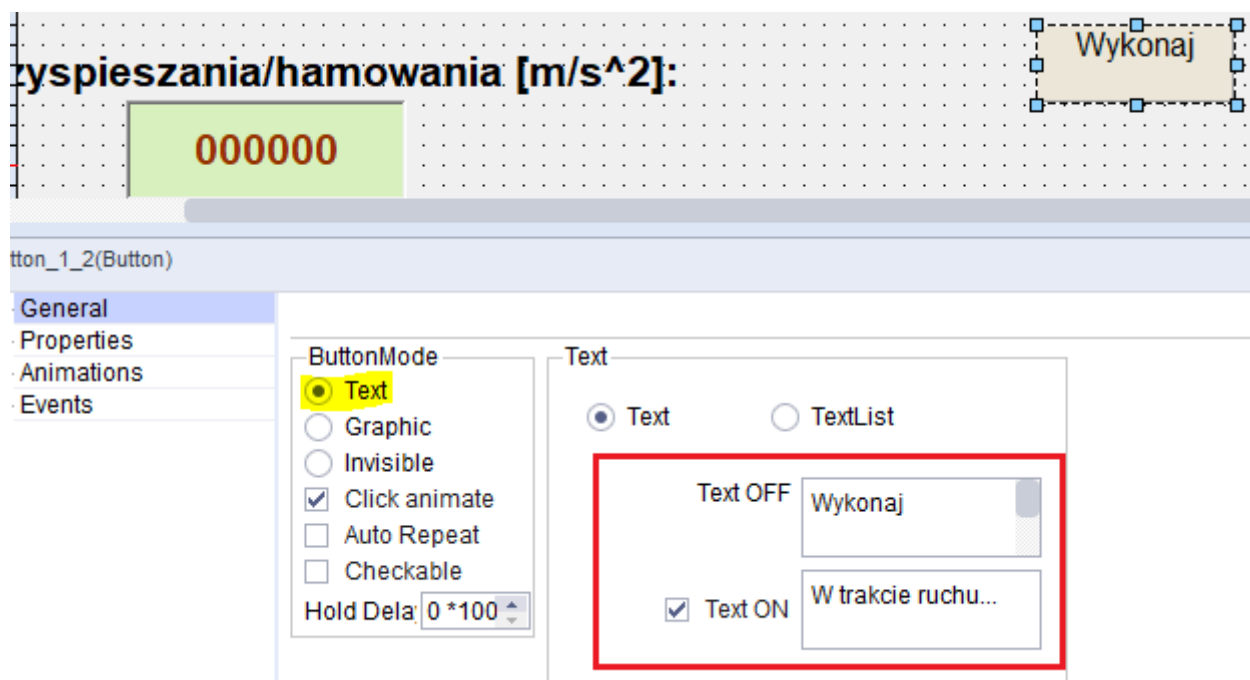 Wykonaj
zyspieszania/hamowania [m/s^2]:
000000
tton_1_2(Button)
General
Properties
Animations
Events
ButtonMode
Text
Graphic
Invisible
Click animate
Auto Repeat
Checkable
Hold Dela 0 *100
Text
Text TextList
Text OFF Wykonaj
Text ON W trakcie ruchu...